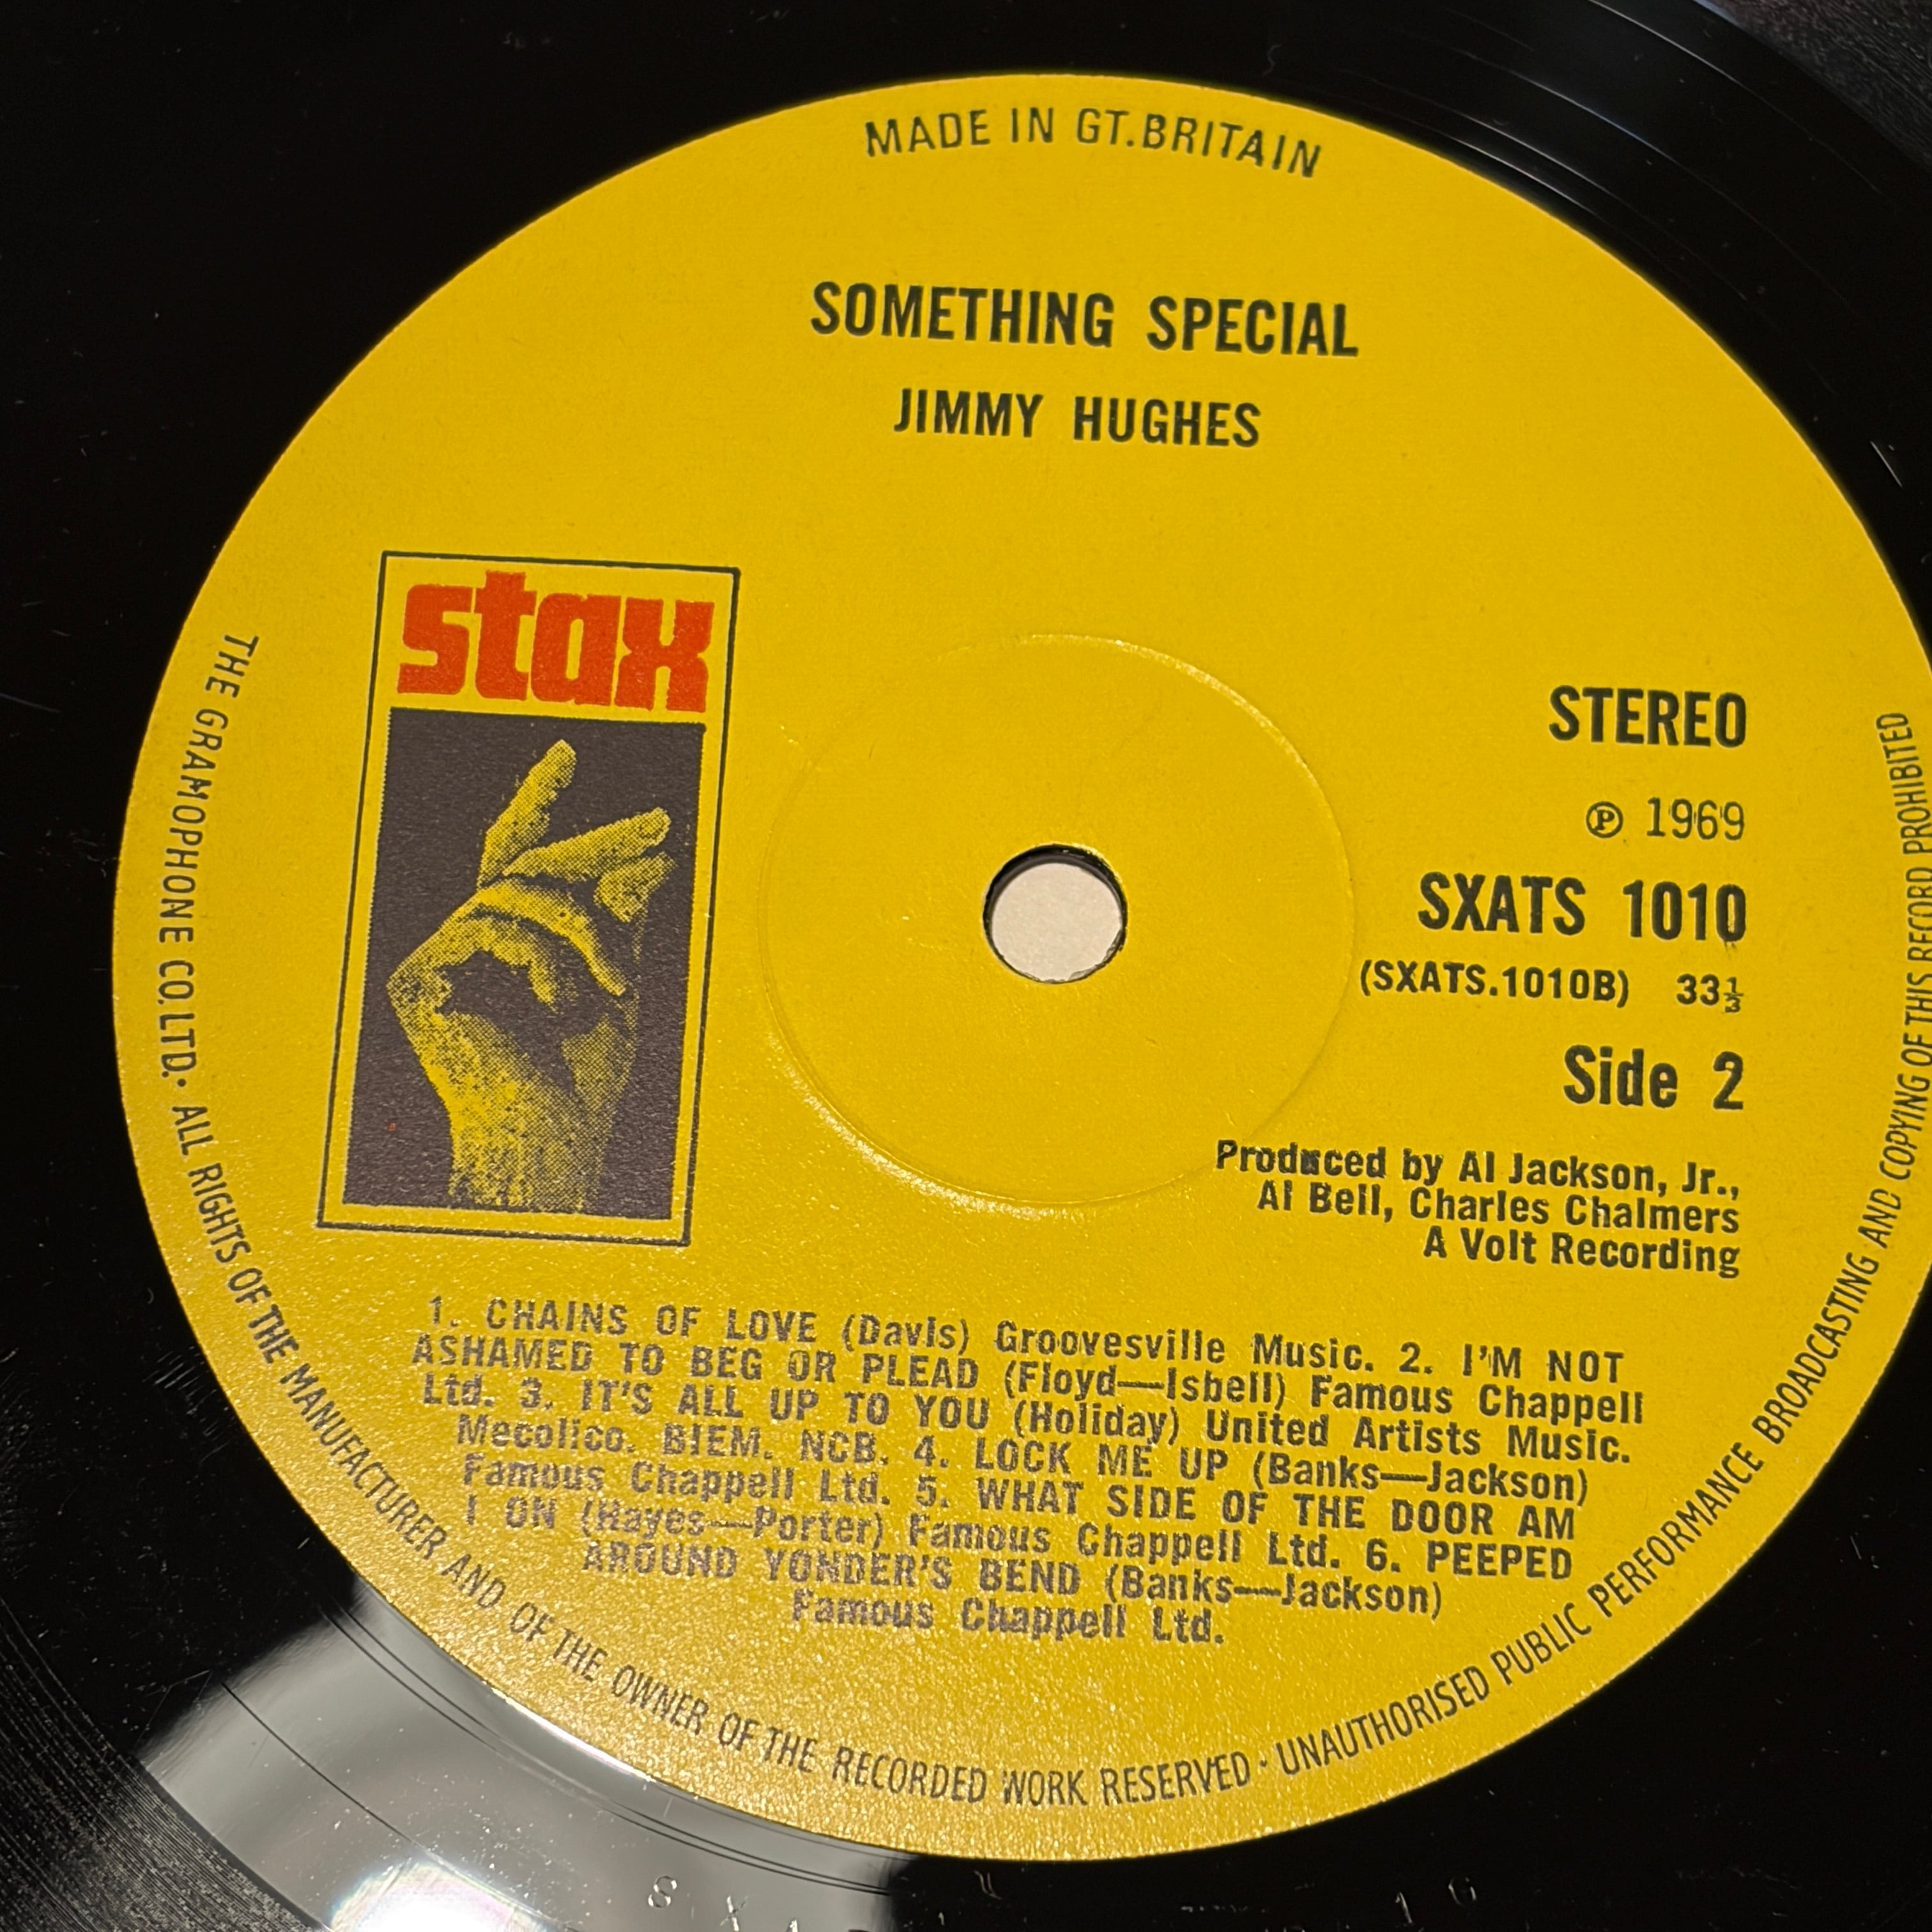 MADE IN GT.BRITAIN
SOMETHING SPECIAL
JIMMY HUGHES
stax
STEREO
℗ 1969
SXATS 1010
(SXATS.1010B) 33⅓
Side 2
Produced by Al Jackson, Jr.,
Al Bell, Charles Chalmers
A Volt Recording
1. CHAINS OF LOVE (Davis) Groovesville Music. 2. I'M NOT
ASHAMED TO BEG OR PLEAD (Floyd—Isbell) Famous Chappell
Ltd. 3. IT'S ALL UP TO YOU (Holiday) United Artists Music.
Mecolico. BIEM. NCB. 4. LOCK ME UP (Banks—Jackson)
Famous Chappell Ltd. 5. WHAT SIDE OF THE DOOR AM
I ON (Hayes—Porter) Famous Chappell Ltd. 6. PEEPED
AROUND YONDER'S BEND (Banks—Jackson)
Famous Chappell Ltd.
THE GRAMOPHONE CO.LTD. · ALL RIGHTS OF THE MANUFACTURER AND OF THE OWNER OF THE RECORDED WORK RESERVED · UNAUTHORISED PUBLIC PERFORMANCE BROADCASTING AND COPYING OF THIS RECORD PROHIBITED